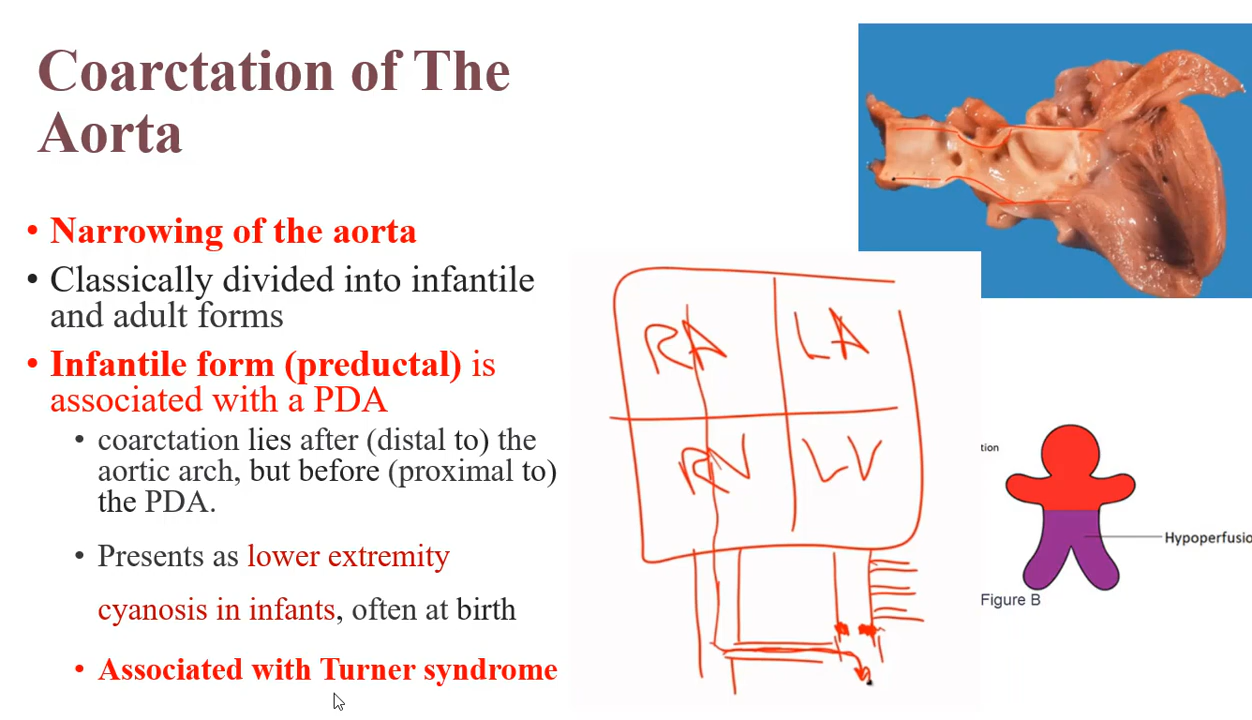 Coarctation of The
Aorta
• Narrowing of the aorta
• Classically divided into infantile
and adult forms
• Infantile form (preductal) is
associated with a PDA
• coarctation lies after (distal to) the
aortic arch, but before (proximal to)
the PDA.
• Presents as lower extremity
cyanosis in infants, often at birth
• Associated with Turner syndrome
RA LA
RV LV
tion
Hypoperfusio
Figure B